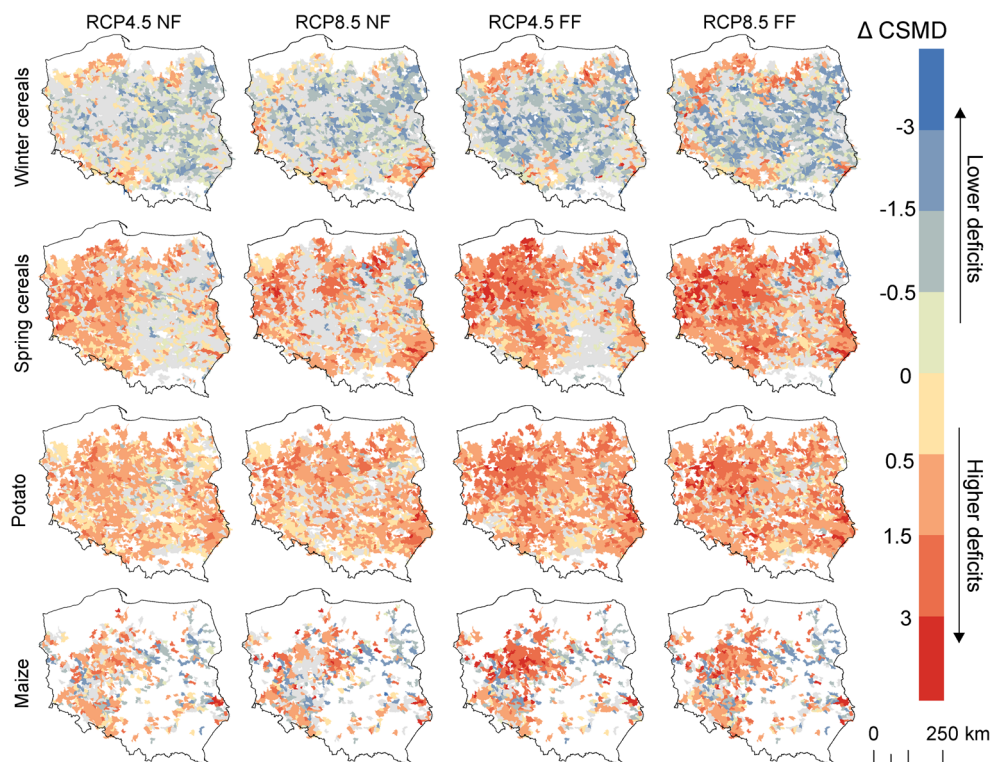 RCP4.5 NF
RCP8.5 NF
RCP4.5 FF
RCP8.5 FF
Δ CSMD
Winter cereals
Spring cereals
Potato
Maize
-3
-1.5
-0.5
0
0.5
1.5
3
Lower deficits
Higher deficits
0 250 km